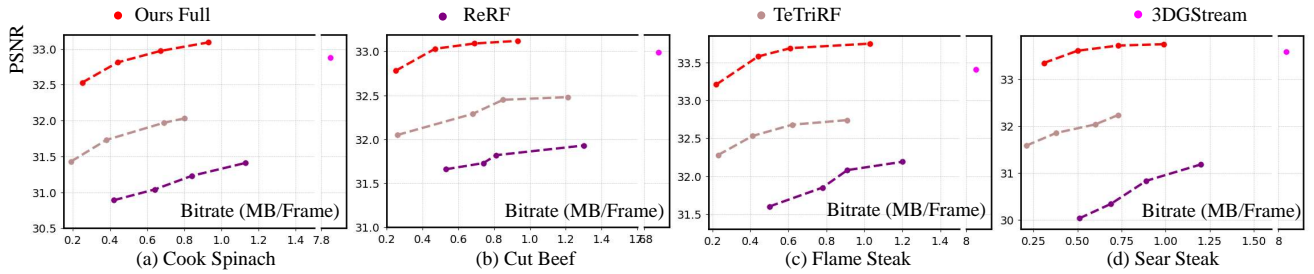 Ours Full ReRF TeTriRF 3DGStream
PSNR
33.0 32.5 32.0 31.5 31.0 30.5
Bitrate (MB/Frame)
0.2 0.4 0.6 0.8 1.0 1.2 1.4 7.8
(a) Cook Spinach
33.0 32.5 32.0 31.5 31.0
Bitrate (MB/Frame)
0.2 0.4 0.6 0.8 1.0 1.2 1.4 7.8
(b) Cut Beef
33.5 33.0 32.5 32.0 31.5
Bitrate (MB/Frame)
0.2 0.4 0.6 0.8 1.0 1.2 1.4 8
(c) Flame Steak
33 32 31 30
Bitrate (MB/Frame)
0.25 0.50 0.75 1.00 1.25 1.50 8
(d) Sear Steak